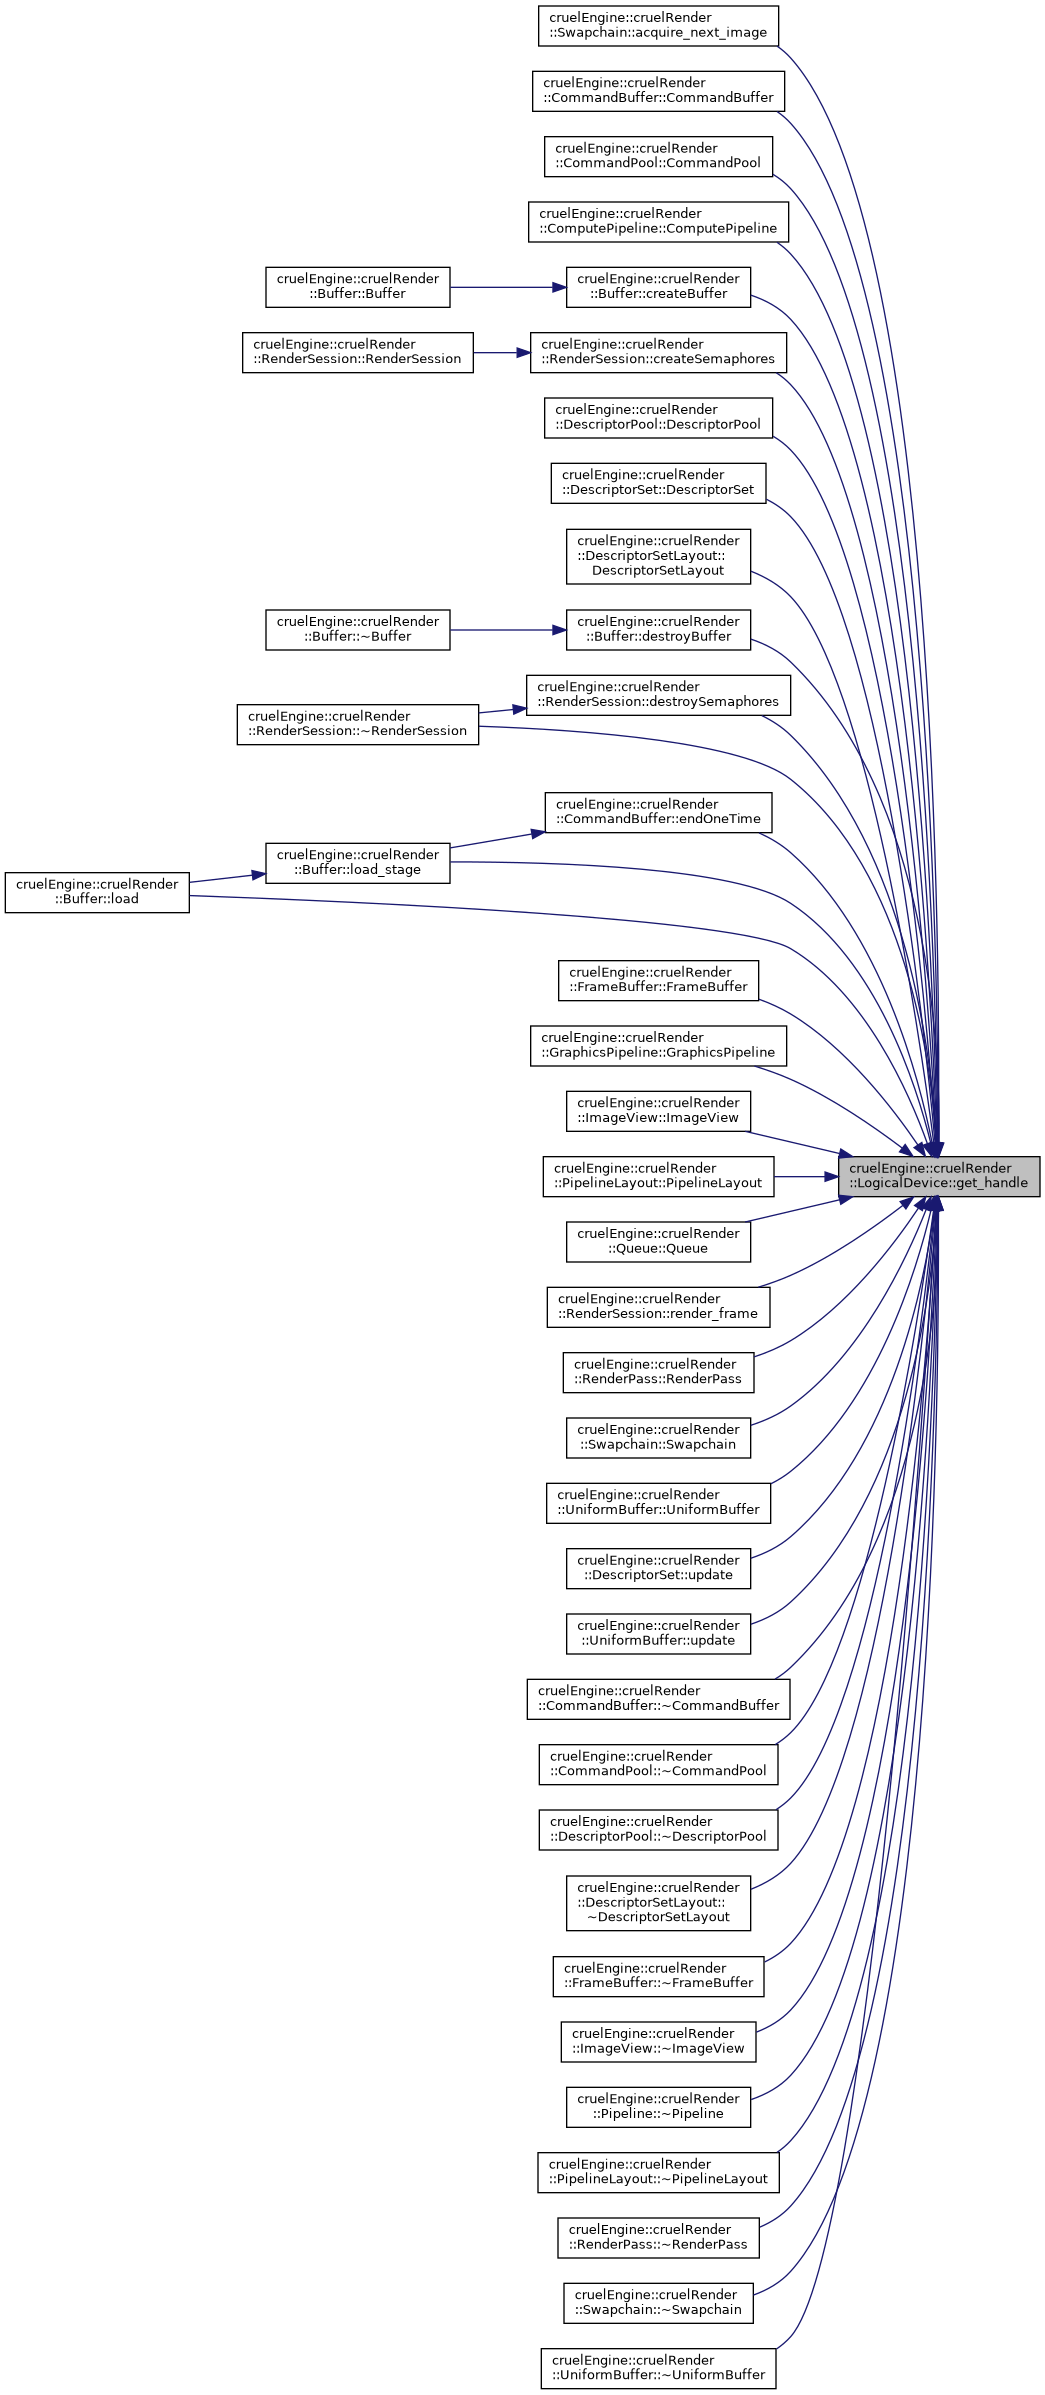 cruelEngine::cruelRender
::Swapchain::acquire_next_image
cruelEngine::cruelRender
::CommandBuffer::CommandBuffer
cruelEngine::cruelRender
::CommandPool::CommandPool
cruelEngine::cruelRender
::ComputePipeline::ComputePipeline
cruelEngine::cruelRender
::Buffer::Buffer
cruelEngine::cruelRender
::Buffer::createBuffer
cruelEngine::cruelRender
::RenderSession::RenderSession
cruelEngine::cruelRender
::RenderSession::createSemaphores
cruelEngine::cruelRender
::DescriptorPool::DescriptorPool
cruelEngine::cruelRender
::DescriptorSet::DescriptorSet
cruelEngine::cruelRender
::DescriptorSetLayout::
DescriptorSetLayout
cruelEngine::cruelRender
::Buffer::~Buffer
cruelEngine::cruelRender
::Buffer::destroyBuffer
cruelEngine::cruelRender
::RenderSession::destroySemaphores
cruelEngine::cruelRender
::RenderSession::~RenderSession
cruelEngine::cruelRender
::CommandBuffer::endOneTime
cruelEngine::cruelRender
::Buffer::load_stage
cruelEngine::cruelRender
::Buffer::load
cruelEngine::cruelRender
::FrameBuffer::FrameBuffer
cruelEngine::cruelRender
::GraphicsPipeline::GraphicsPipeline
cruelEngine::cruelRender
::ImageView::ImageView
cruelEngine::cruelRender
::PipelineLayout::PipelineLayout
cruelEngine::cruelRender
::LogicalDevice::get_handle
cruelEngine::cruelRender
::Queue::Queue
cruelEngine::cruelRender
::RenderSession::render_frame
cruelEngine::cruelRender
::RenderPass::RenderPass
cruelEngine::cruelRender
::Swapchain::Swapchain
cruelEngine::cruelRender
::UniformBuffer::UniformBuffer
cruelEngine::cruelRender
::DescriptorSet::update
cruelEngine::cruelRender
::UniformBuffer::update
cruelEngine::cruelRender
::CommandBuffer::~CommandBuffer
cruelEngine::cruelRender
::CommandPool::~CommandPool
cruelEngine::cruelRender
::DescriptorPool::~DescriptorPool
cruelEngine::cruelRender
::DescriptorSetLayout::
~DescriptorSetLayout
cruelEngine::cruelRender
::FrameBuffer::~FrameBuffer
cruelEngine::cruelRender
::ImageView::~ImageView
cruelEngine::cruelRender
::Pipeline::~Pipeline
cruelEngine::cruelRender
::PipelineLayout::~PipelineLayout
cruelEngine::cruelRender
::RenderPass::~RenderPass
cruelEngine::cruelRender
::Swapchain::~Swapchain
cruelEngine::cruelRender
::UniformBuffer::~UniformBuffer